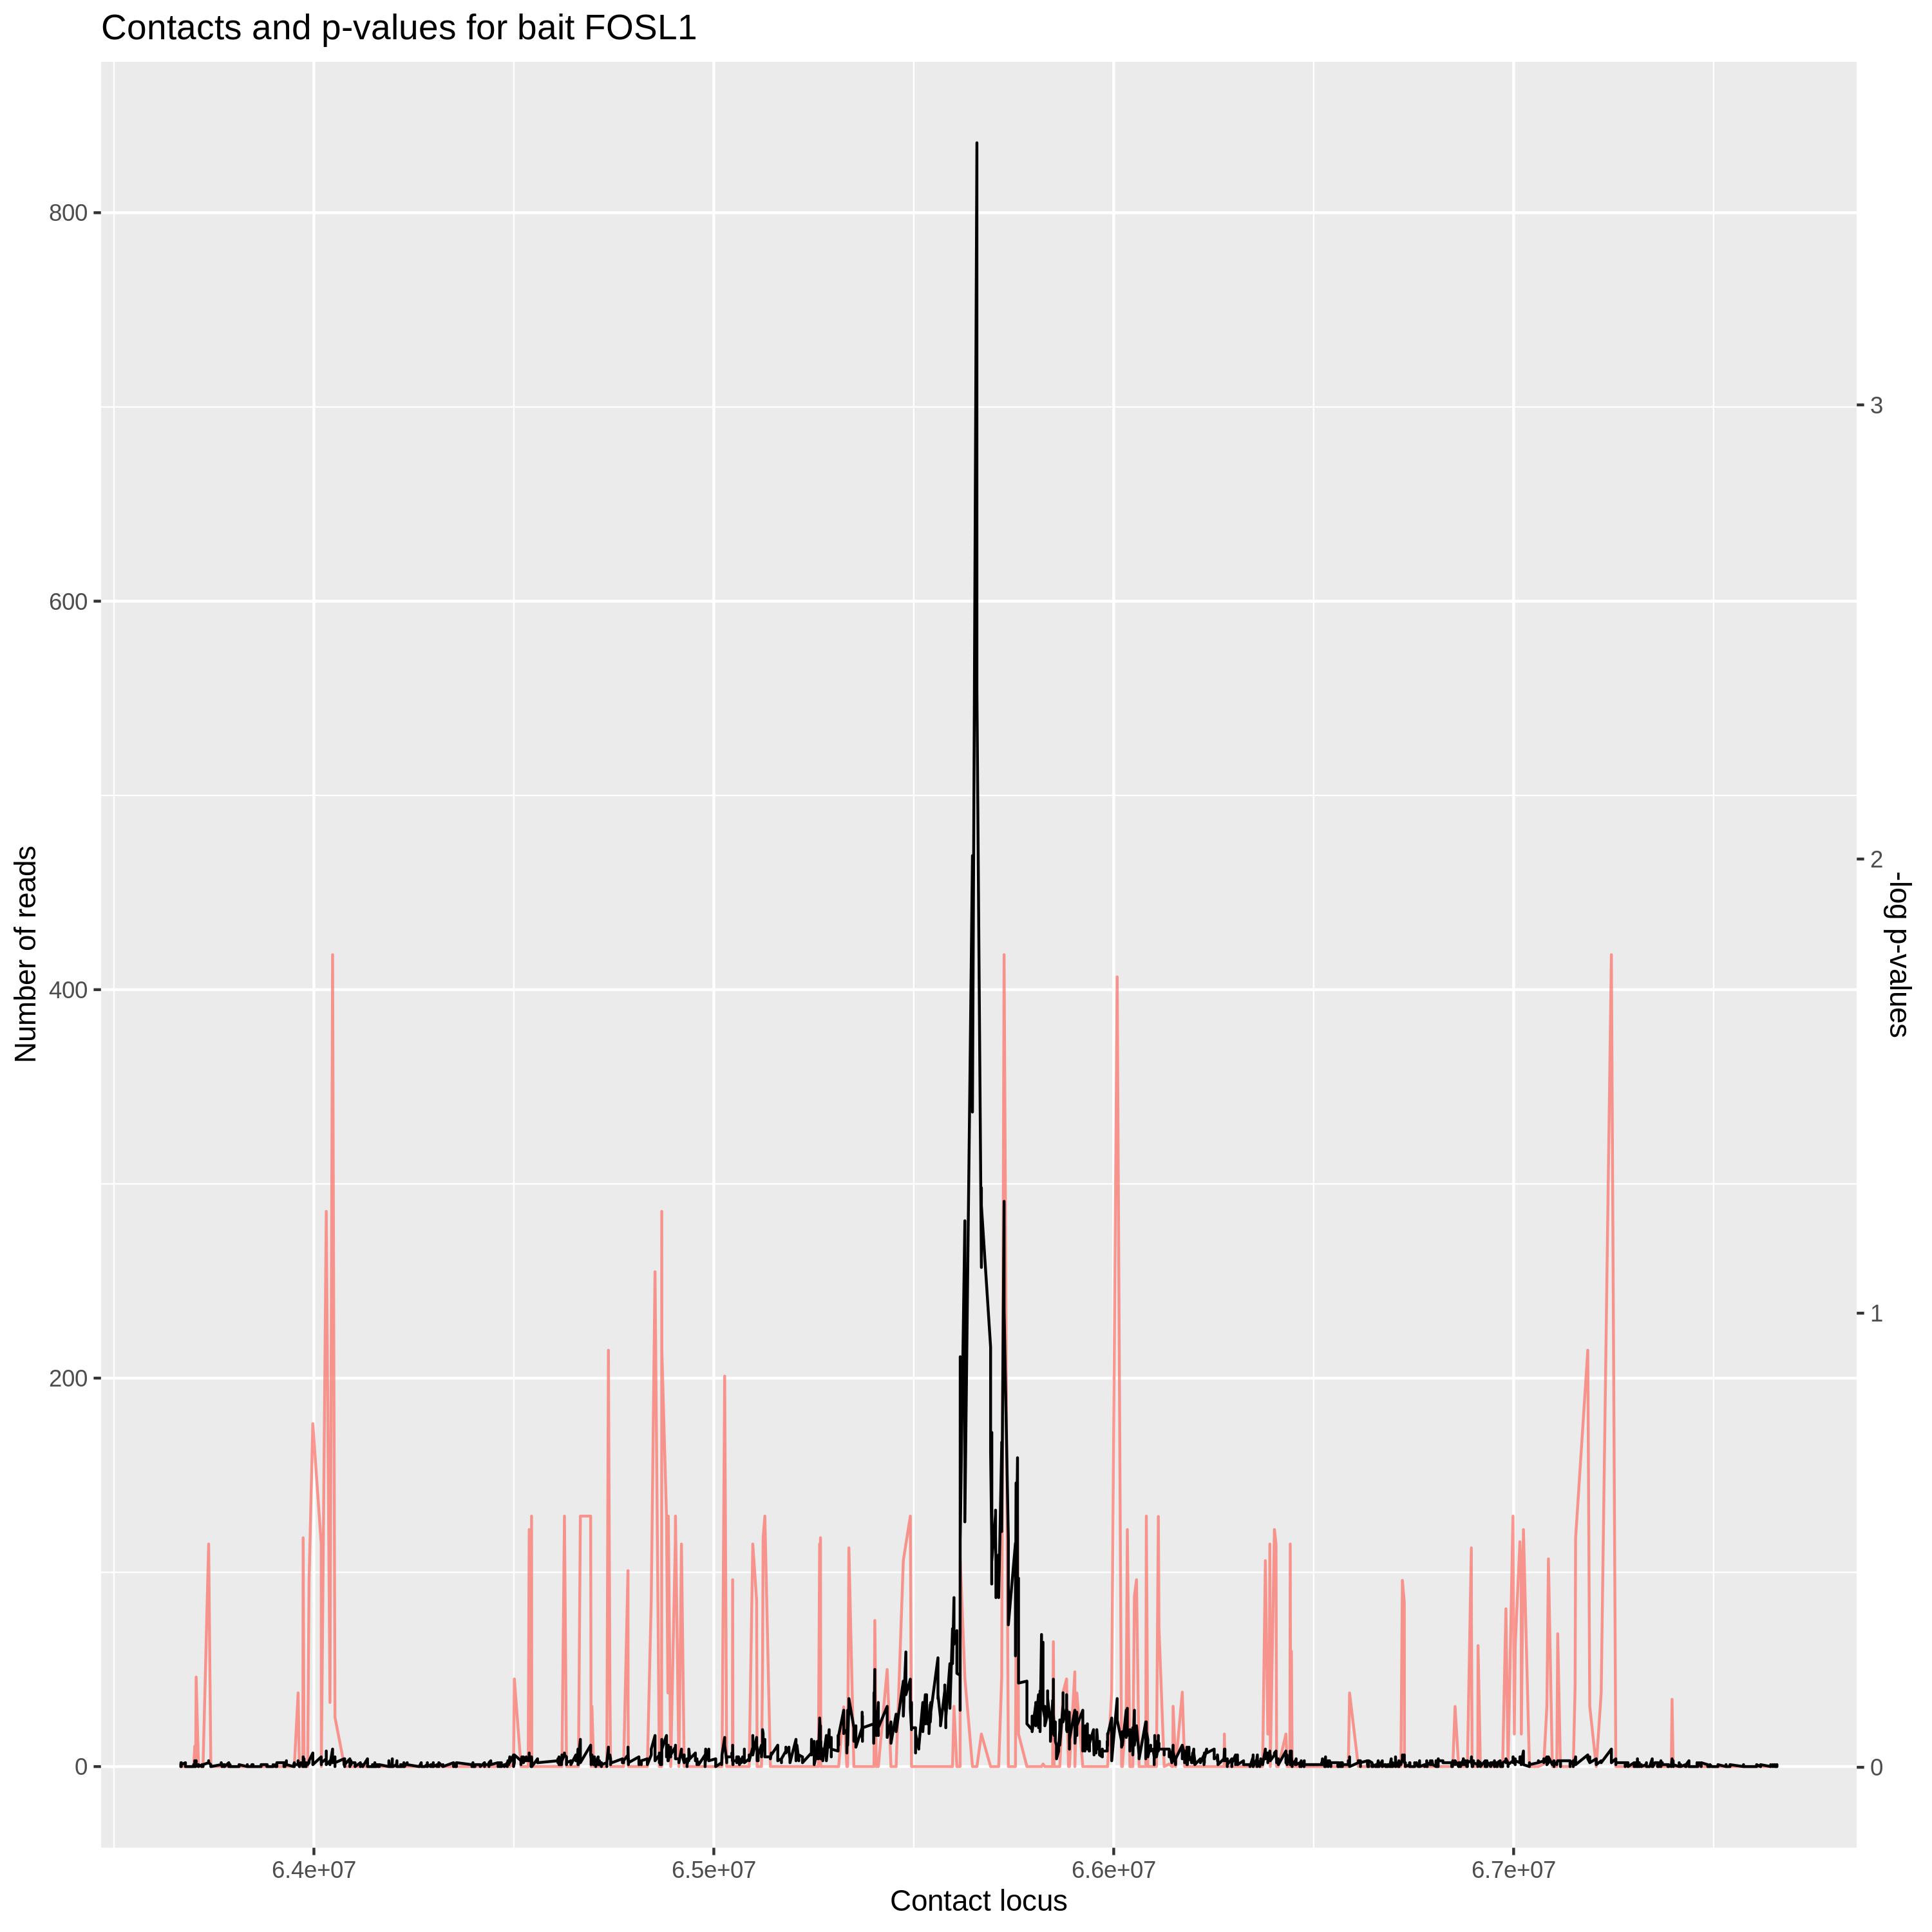 Contacts and p-values for bait FOSL1
Number of reads
800
600
400
200
0
3
2
1
0
-log p-values
6.4e+07
6.5e+07
6.6e+07
6.7e+07
Contact locus